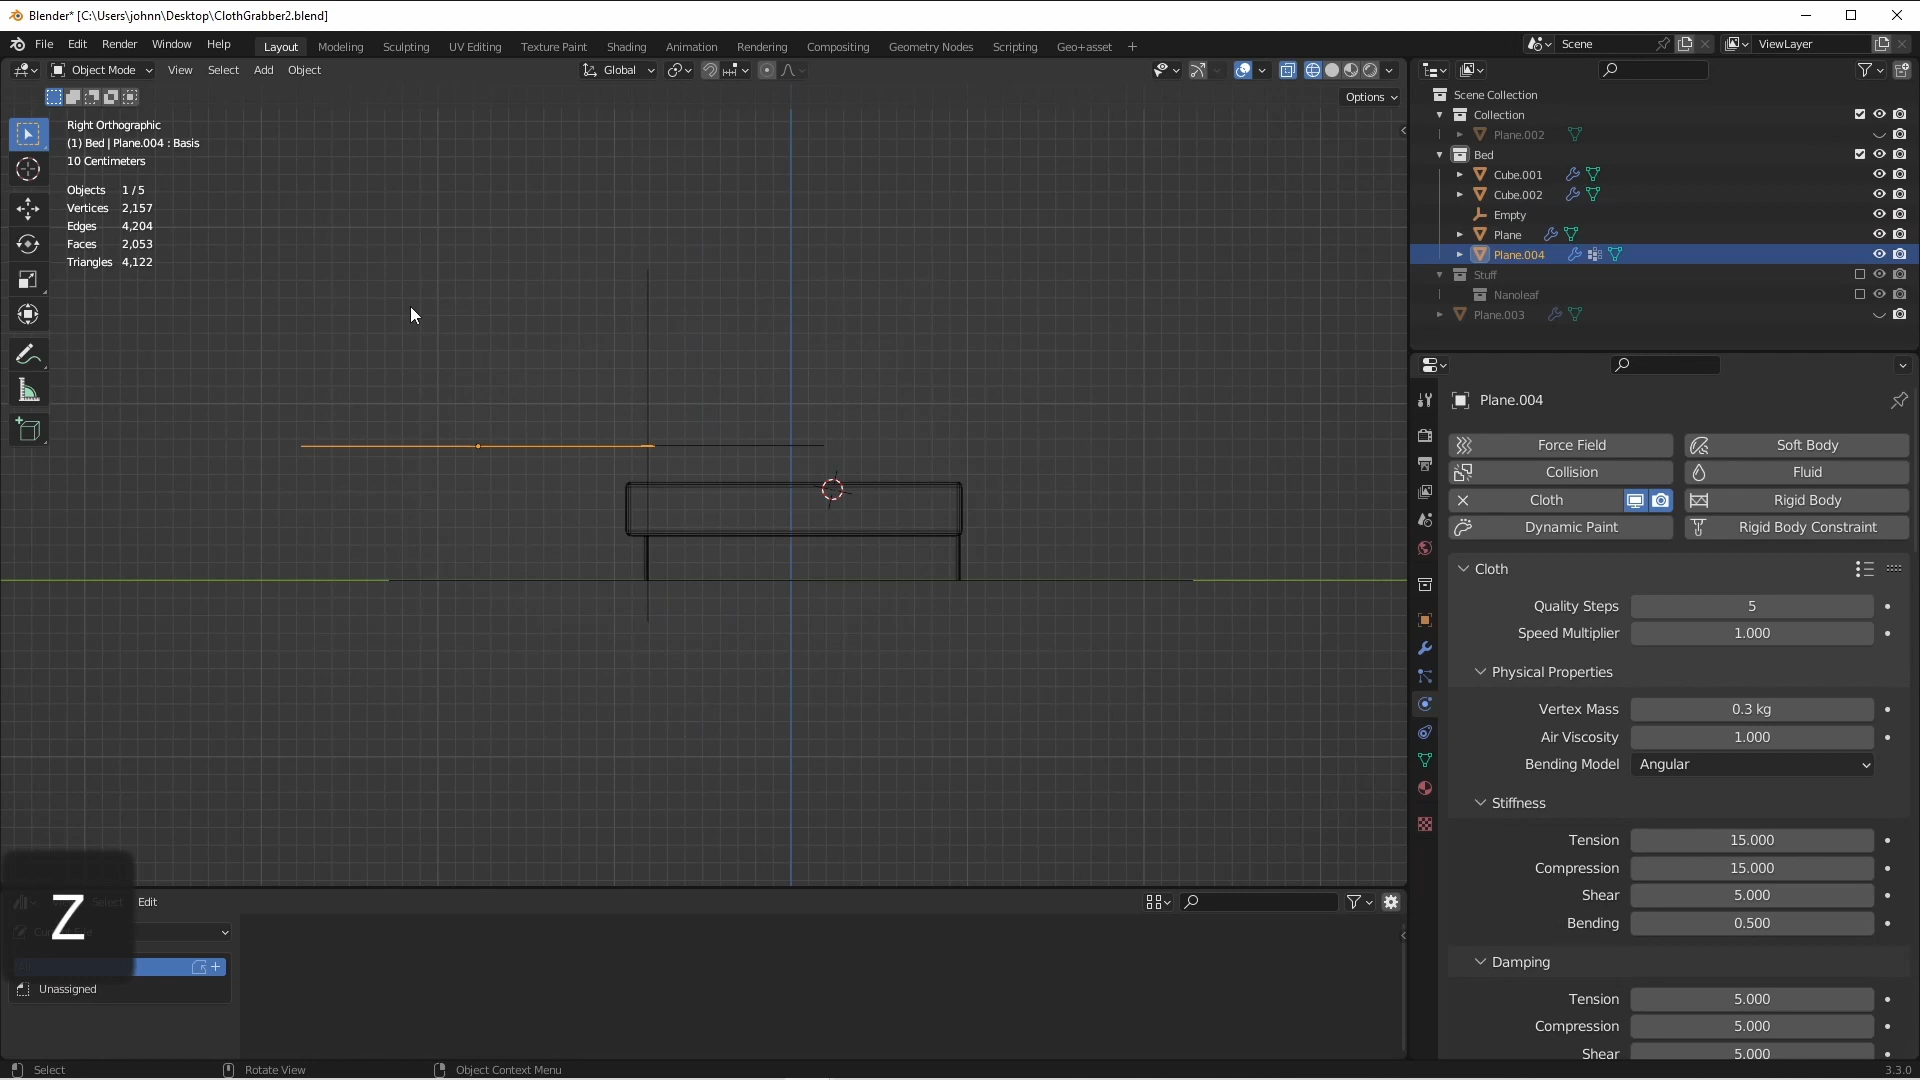 Blender* [C:\Users\johnn\Desktop\ClothGrabber2.blend]
File Edit Render Window Help Layout Modeling Sculpting UV Editing Texture Paint Shading Animation Rendering Compositing Geometry Nodes Scripting Geo+asset + Scene ViewLayer
Object Mode View Select Add Object Global
Options
Right Orthographic
(1) Bed | Plane.004 : Basis
10 Centimeters
Objects 1 / 5
Vertices 2,157
Edges 4,204
Faces 2,053
Triangles 4,122
Scene Collection
Collection
Plane.002
Bed
Cube.001
Cube.002
Empty
Plane
Plane.004
Stuff
Nanoleaf
Plane.003
Plane.004
Force Field Soft Body
Collision Fluid
Cloth Rigid Body
Dynamic Paint Rigid Body Constraint
Cloth
Quality Steps 5
Speed Multiplier 1.000
Physical Properties
Vertex Mass 0.3 kg
Air Viscosity 1.000
Bending Model Angular
Stiffness
Tension 15.000
Compression 15.000
Shear 5.000
Bending 0.500
Damping
Tension 5.000
Compression 5.000
Shear 5.000
Select Edit
Z
Unassigned
Select Rotate View Object Context Menu 3.3.0